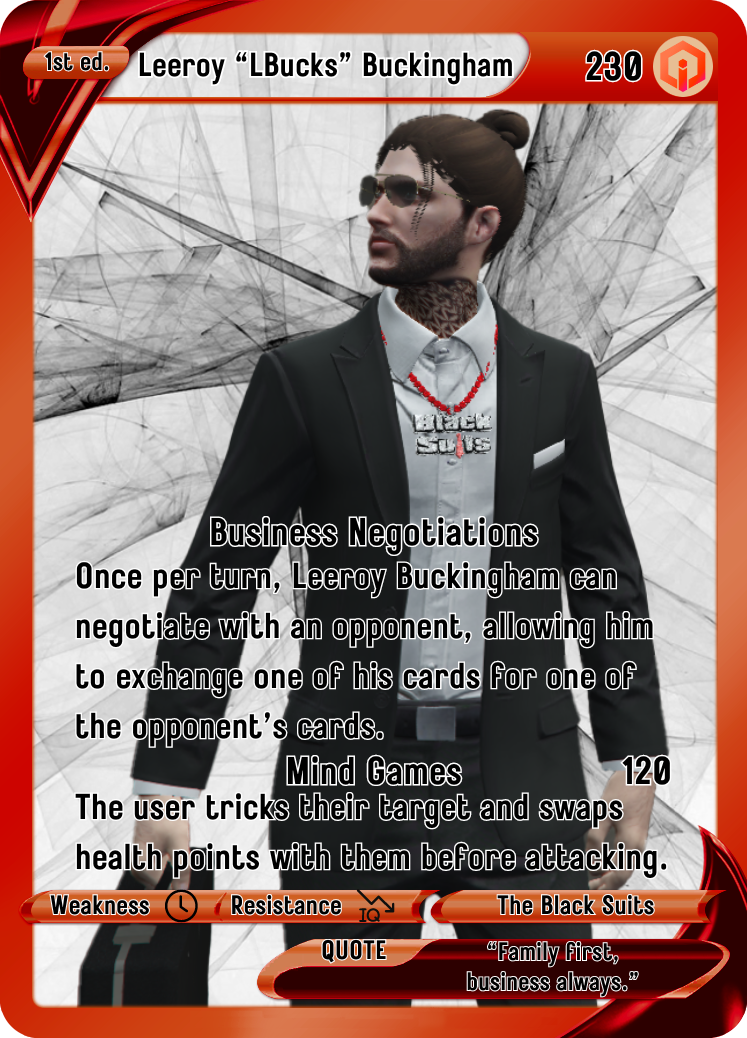 1st ed.
Leeroy “LBucks” Buckingham
230
Black
Suits
Business Negotiations
Once per turn, Leeroy Buckingham can
negotiate with an opponent, allowing him
to exchange one of his cards for one of
the opponent’s cards.
Mind Games 120
The user tricks their target and swaps
health points with them before attacking.
Weakness Resistance IQ The Black Suits
QUOTE
“Family first,
business always.”